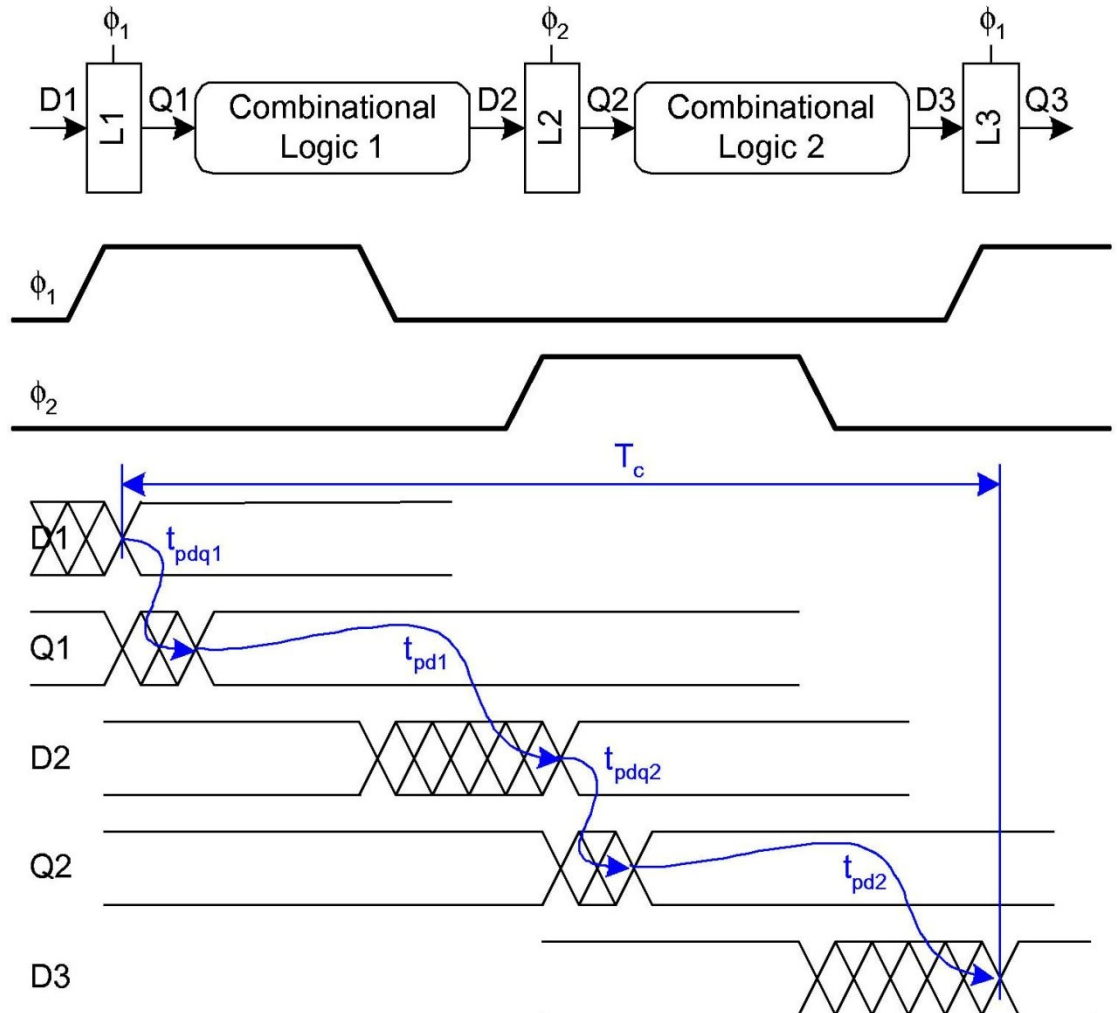 ϕ1 ϕ2 ϕ1
D1 L1 Q1 Combinational Logic 1 D2 L2 Q2 Combinational Logic 2 D3 L3 Q3
ϕ1
ϕ2
Tc
D1
tpdq1
Q1
tpd1
D2
tpdq2
Q2
tpd2
D3